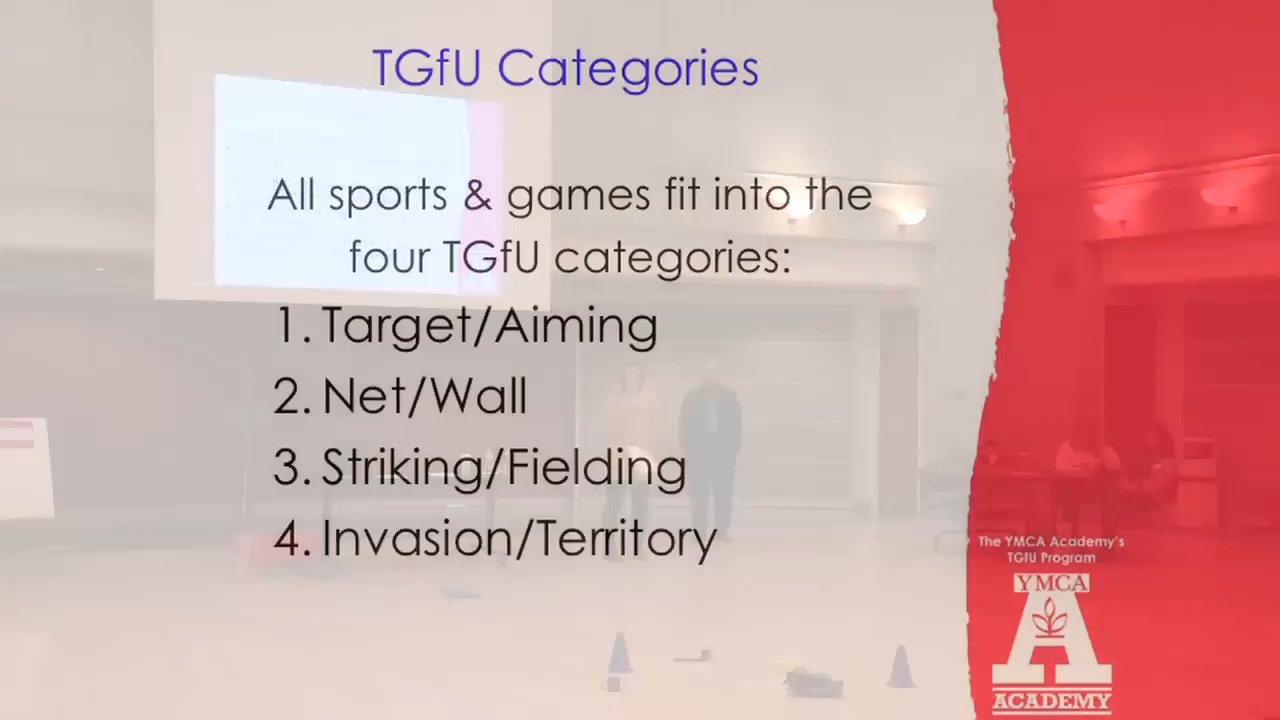 TGfU Categories
All sports & games fit into the
four TGfU categories:
1. Target/Aiming
2. Net/Wall
3. Striking/Fielding
4. Invasion/Territory
The YMCA Academy's
TGfU Program
YMCA
A
ACADEMY